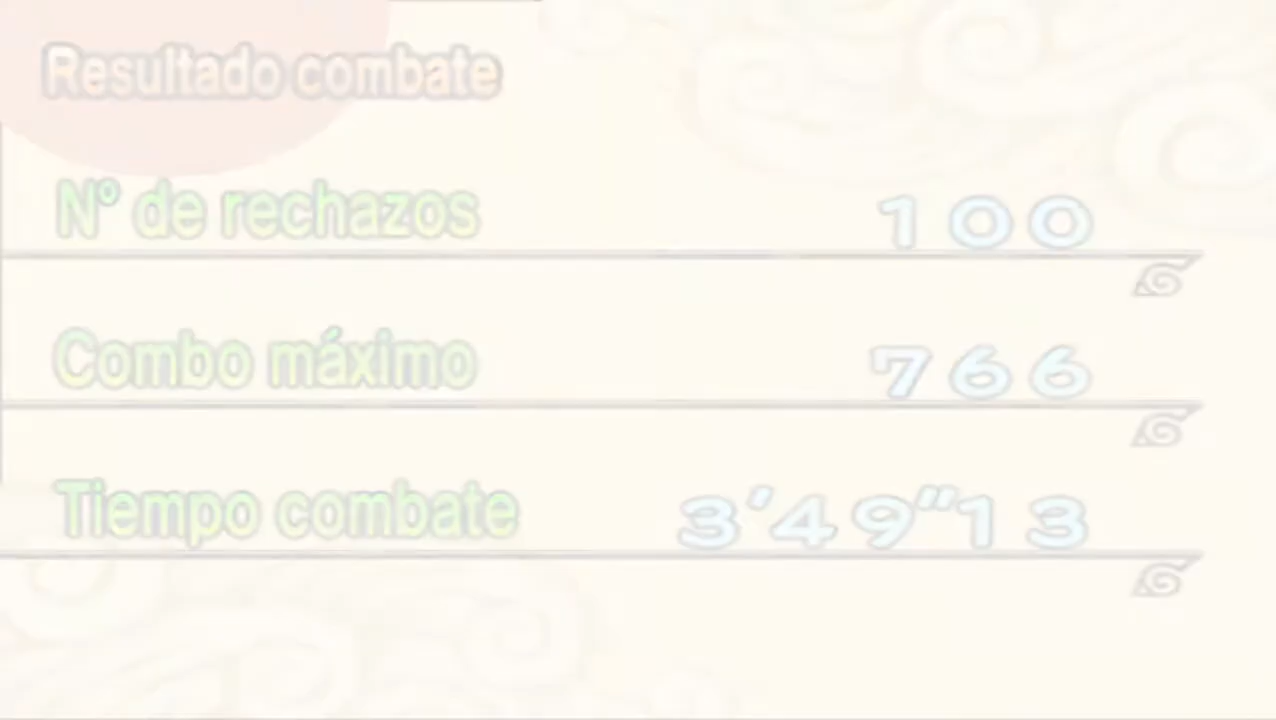 Resultado combate
Nº de rechazos 100
Combo máximo 766
Tiempo combate 3'49"13